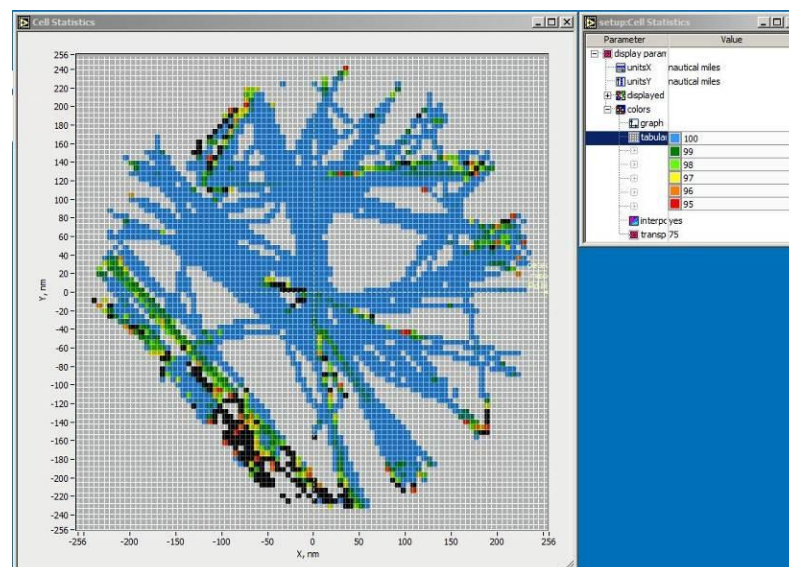 Cell Statistics
256
240
220
200
180
160
140
120
100
80
60
40
20
0
-20
-40
-60
-80
-100
-120
-140
-160
-180
-200
-220
-240
-256
Y, nm
-256 -200 -150 -100 -50 0 50 100 150 200 256
X, nm
setup:Cell Statistics
Parameter Value
display param
unitsX nautical miles
unitsY nautical miles
displayed
colors
graph
tabular 100
99
98
97
96
95
interpo yes
transp 75